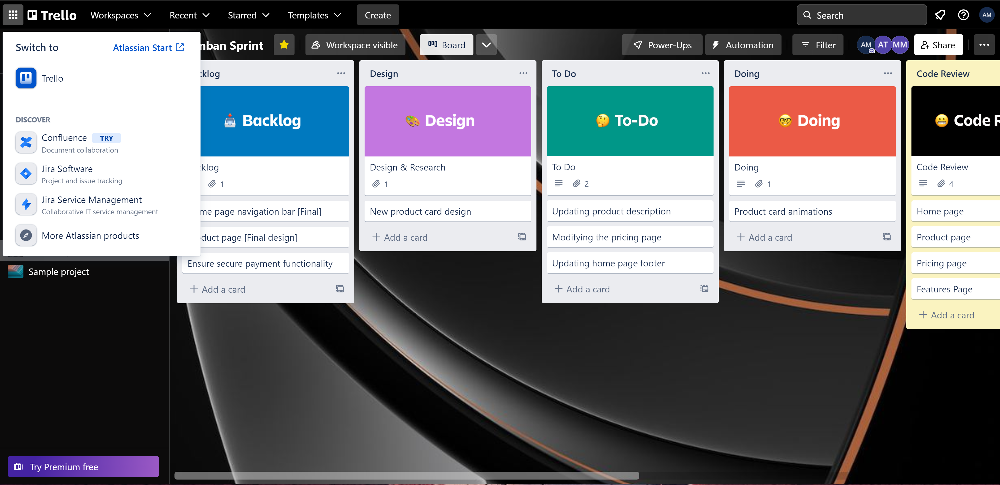 Trello
Workspaces
Recent
Starred
Templates
Create
Search
AM
Switch to
Atlassian Start
Trello
DISCOVER
Confluence TRY
Document collaboration
Jira Software
Project and issue tracking
Jira Service Management
Collaborative IT service management
More Atlassian products
Sample project
Try Premium free
nban Sprint
Workspace visible
Board
Power-Ups
Automation
Filter
AM
AT
MM
Share
cklog
Backlog
cklog
1
me page navigation bar [Final]
duct page [Final design]
Ensure secure payment functionality
Add a card
Design
Design
Design & Research
1
New product card design
Add a card
To Do
To-Do
To Do
2
Updating product description
Modifying the pricing page
Updating home page footer
Add a card
Doing
Doing
Doing
1
Product card animations
Add a card
Code Review
Code R
Code Review
4
Home page
Product page
Pricing page
Features Page
Add a card